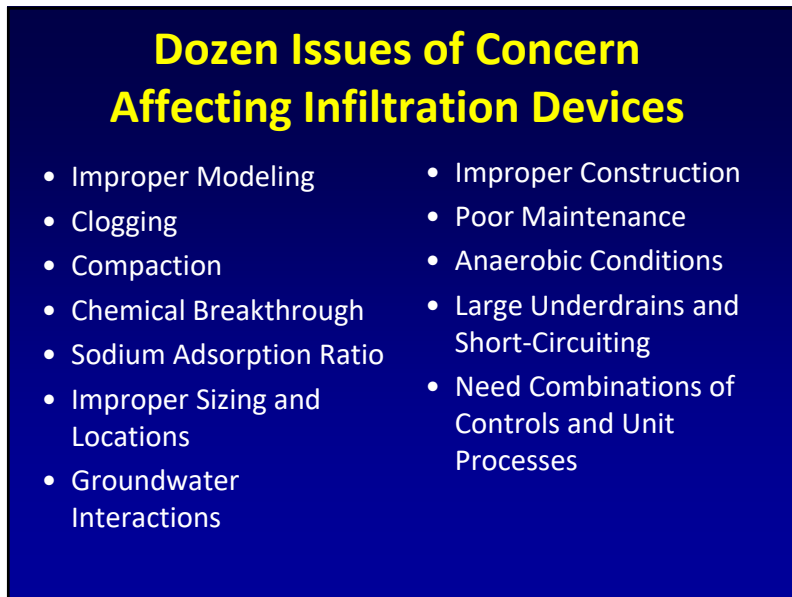 Dozen Issues of Concern
Affecting Infiltration Devices
• Improper Modeling
• Clogging
• Compaction
• Chemical Breakthrough
• Sodium Adsorption Ratio
• Improper Sizing and
Locations
• Groundwater
Interactions
• Improper Construction
• Poor Maintenance
• Anaerobic Conditions
• Large Underdrains and
Short-Circuiting
• Need Combinations of
Controls and Unit
Processes